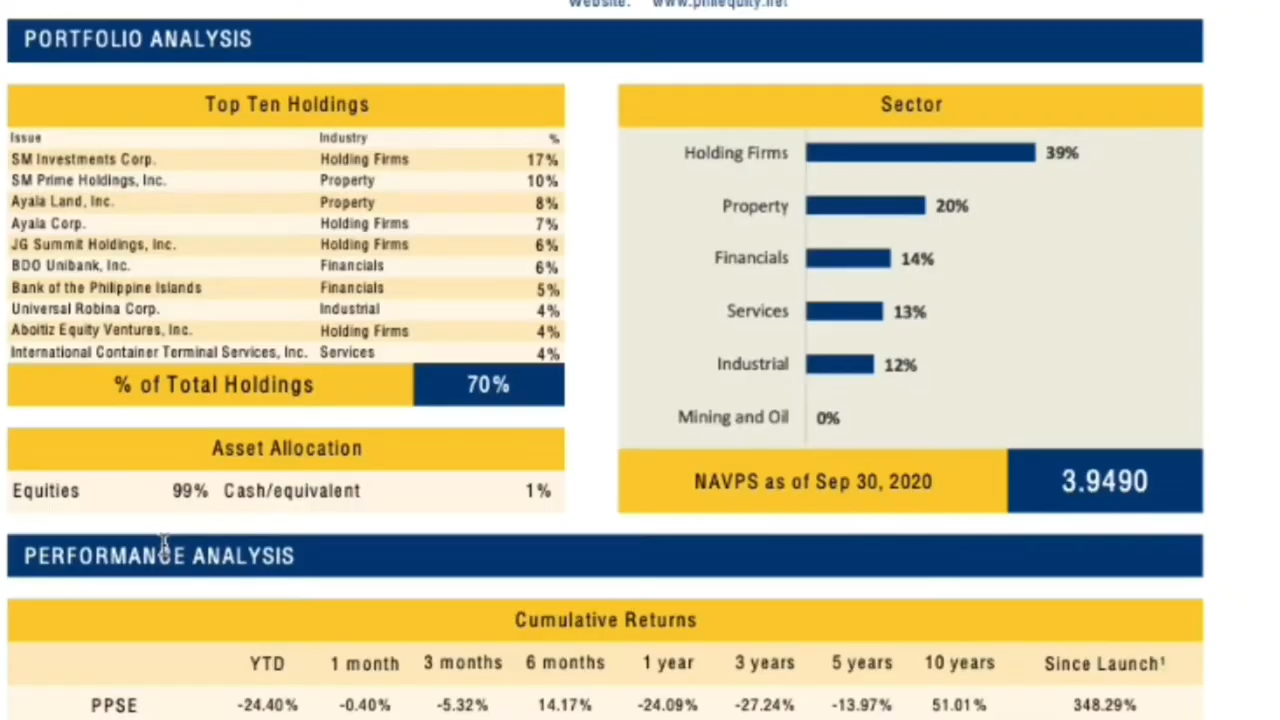 Website: www.philequity.net
PORTFOLIO ANALYSIS
Top Ten Holdings
Issue Industry %
SM Investments Corp. Holding Firms 17%
SM Prime Holdings, Inc. Property 10%
Ayala Land, Inc. Property 8%
Ayala Corp. Holding Firms 7%
JG Summit Holdings, Inc. Holding Firms 6%
BDO Unibank, Inc. Financials 6%
Bank of the Philippine Islands Financials 5%
Universal Robina Corp. Industrial 4%
Aboitiz Equity Ventures, Inc. Holding Firms 4%
International Container Terminal Services, Inc. Services 4%
% of Total Holdings 70%
Asset Allocation
Equities 99% Cash/equivalent 1%
Sector
Holding Firms 39%
Property 20%
Financials 14%
Services 13%
Industrial 12%
Mining and Oil 0%
NAVPS as of Sep 30, 2020 3.9490
PERFORMANCE ANALYSIS
Cumulative Returns
YTD 1 month 3 months 6 months 1 year 3 years 5 years 10 years Since Launch¹
PPSE -24.40% -0.40% -5.32% 14.17% -24.09% -27.24% -13.97% 51.01% 348.29%